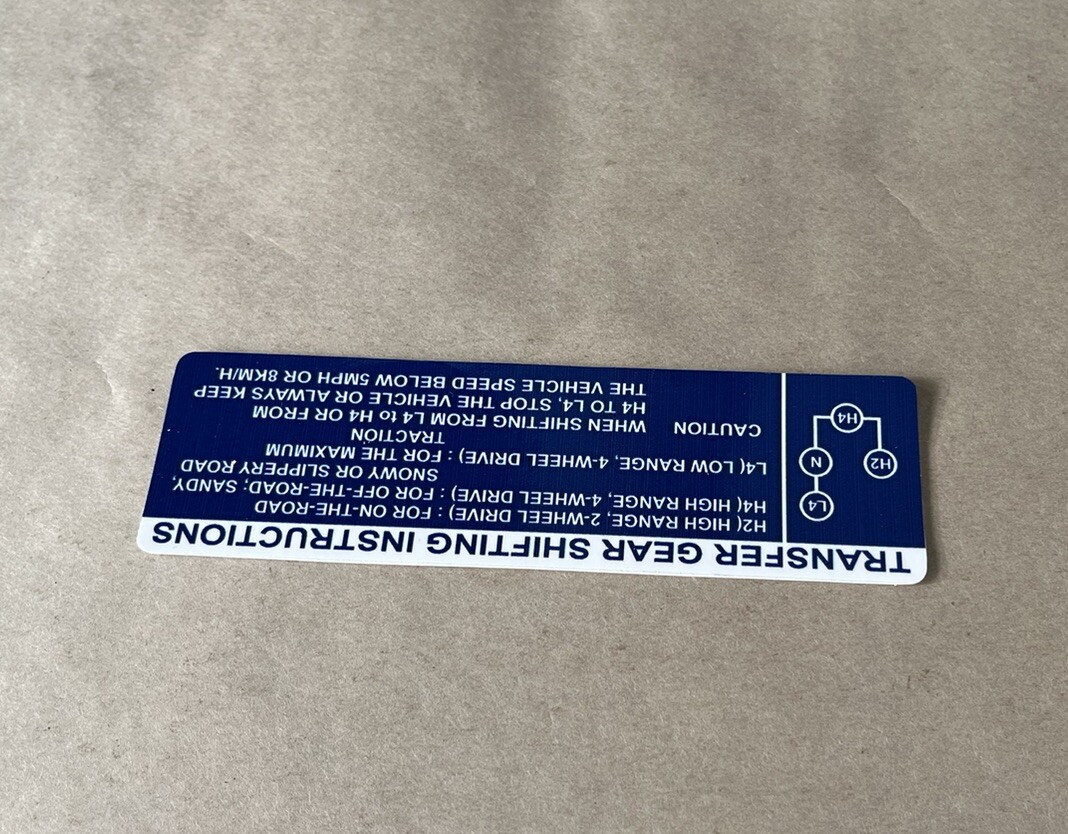 TRANSFER GEAR SHIFTING INSTRUCTIONS
H2( HIGH RANGE, 2-WHEEL DRIVE) : FOR ON-THE-ROAD
H4( HIGH RANGE, 4-WHEEL DRIVE) : FOR OFF-THE-ROAD; SANDY,
SNOWY OR SLIPPERY ROAD
L4( LOW RANGE, 4-WHEEL DRIVE) : FOR THE MAXIMUM
TRACTION
CAUTION WHEN SHIFTING FROM L4 to H4 OR FROM
H4 TO L4, STOP THE VEHICLE OR ALWAYS KEEP
THE VEHICLE SPEED BELOW 5MPH OR 8KM/H.
L4
H2 N
H4